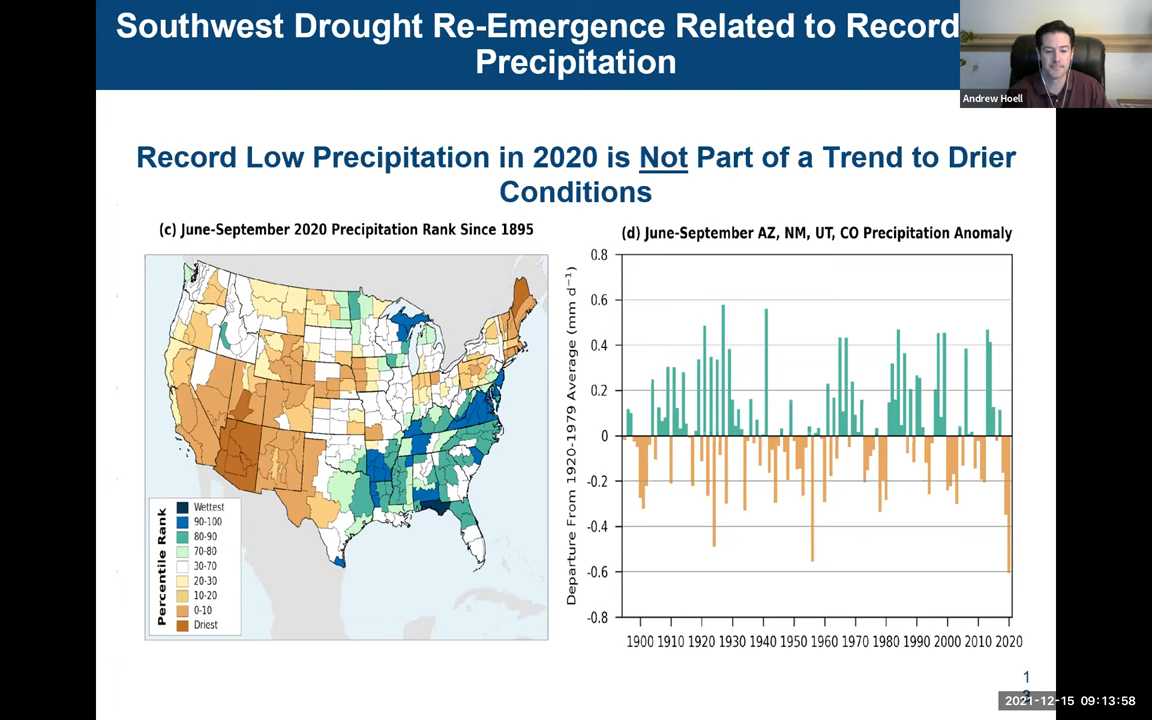 Southwest Drought Re-Emergence Related to Record
Precipitation
Andrew Hoell
Record Low Precipitation in 2020 is Not Part of a Trend to Drier
Conditions
(c) June-September 2020 Precipitation Rank Since 1895
Percentile Rank
Wettest
90-100
80-90
70-80
30-70
20-30
10-20
0-10
Driest
(d) June-September AZ, NM, UT, CO Precipitation Anomaly
Departure From 1920-1979 Average (mm d⁻¹)
0.8
0.6
0.4
0.2
0
-0.2
-0.4
-0.6
-0.8
1900 1910 1920 1930 1940 1950 1960 1970 1980 1990 2000 2010 2020
1
2021-12-15 09:13:58